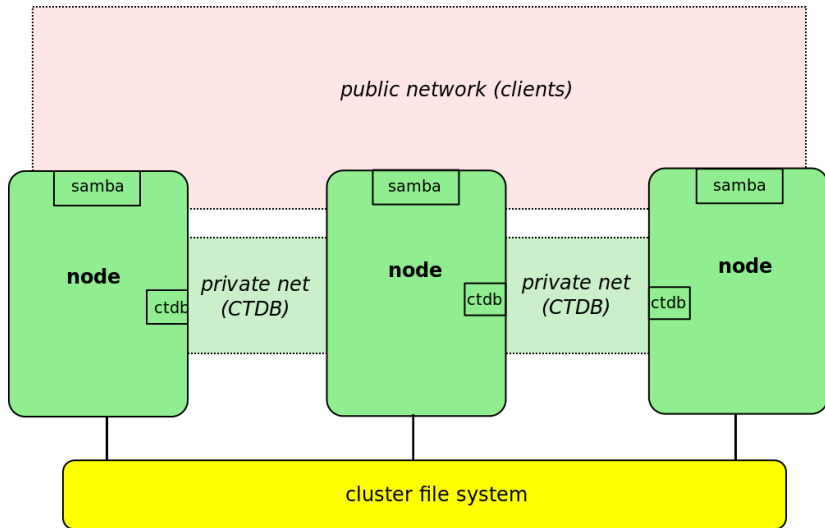 public network (clients)
samba
samba
samba
node
node
node
private net
(CTDB)
private net
(CTDB)
ctdb
ctdb
ctdb
cluster file system